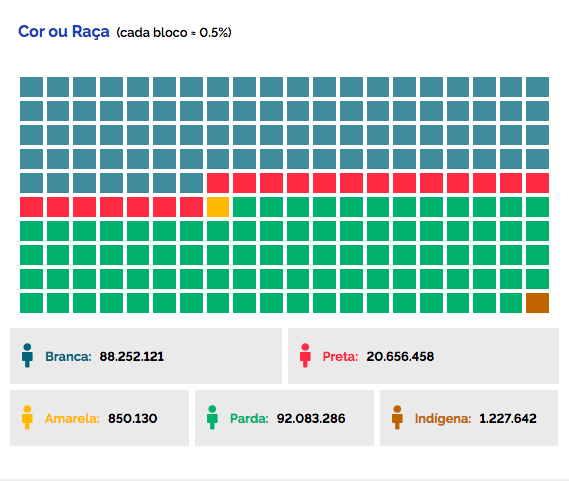 Cor ou Raça (cada bloco ≈ 0.5%)
Branca: 88.252.121
Preta: 20.656.458
Amarela: 850.130
Parda: 92.083.286
Indígena: 1.227.642